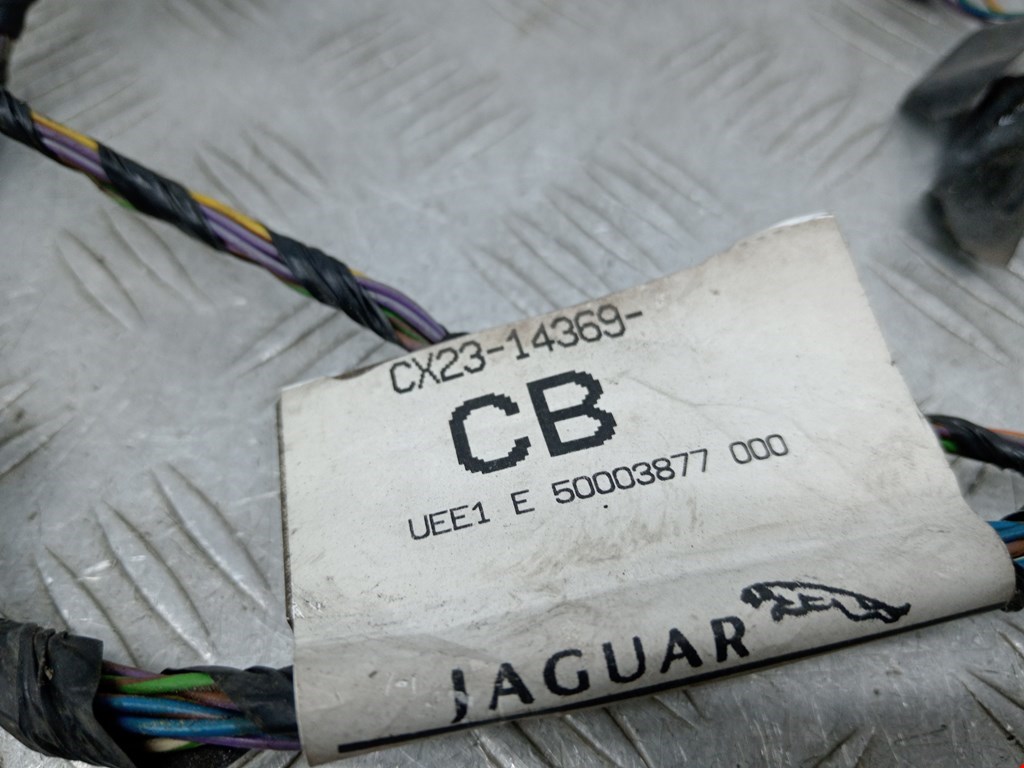 CX23-14369-
CB
UEE1 E 50003877 000
JAGUAR